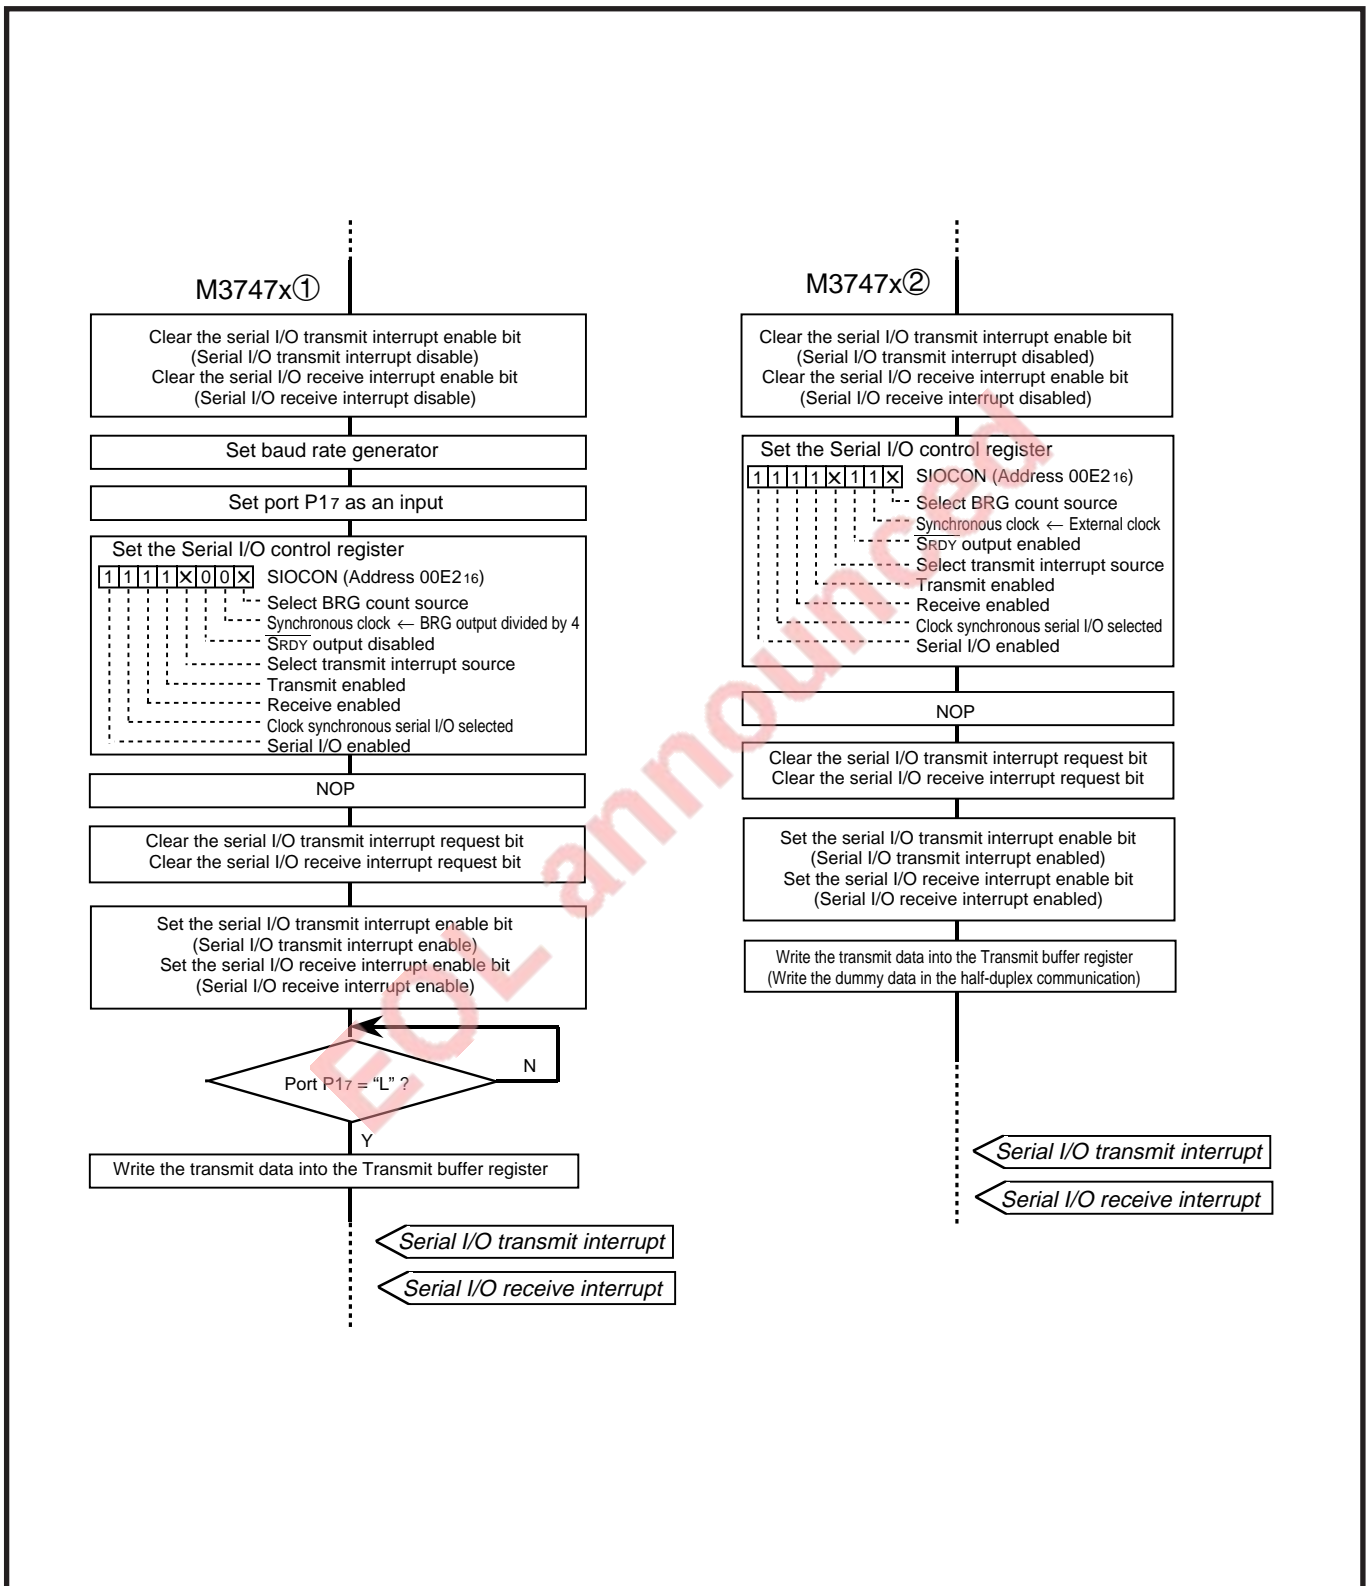 M3747x①
Clear the serial I/O transmit interrupt enable bit
(Serial I/O transmit interrupt disable)
Clear the serial I/O receive interrupt enable bit
(Serial I/O receive interrupt disable)
Set baud rate generator
Set port P17 as an input
Set the Serial I/O control register
1 1 1 1 X 0 0 X SIOCON (Address 00E216)
Select BRG count source
Synchronous clock ← BRG output divided by 4
SRDY output disabled
Select transmit interrupt source
Transmit enabled
Receive enabled
Clock synchronous serial I/O selected
Serial I/O enabled
NOP
Clear the serial I/O transmit interrupt request bit
Clear the serial I/O receive interrupt request bit
Set the serial I/O transmit interrupt enable bit
(Serial I/O transmit interrupt enable)
Set the serial I/O receive interrupt enable bit
(Serial I/O receive interrupt enable)
Port P17 = “L” ?
N
Y
Write the transmit data into the Transmit buffer register
Serial I/O transmit interrupt
Serial I/O receive interrupt
M3747x②
Clear the serial I/O transmit interrupt enable bit
(Serial I/O transmit interrupt disabled)
Clear the serial I/O receive interrupt enable bit
(Serial I/O receive interrupt disabled)
Set the Serial I/O control register
1 1 1 1 X 1 1 X SIOCON (Address 00E216)
Select BRG count source
Synchronous clock ← External clock
SRDY output enabled
Select transmit interrupt source
Transmit enabled
Receive enabled
Clock synchronous serial I/O selected
Serial I/O enabled
NOP
Clear the serial I/O transmit interrupt request bit
Clear the serial I/O receive interrupt request bit
Set the serial I/O transmit interrupt enable bit
(Serial I/O transmit interrupt enabled)
Set the serial I/O receive interrupt enable bit
(Serial I/O receive interrupt enabled)
Write the transmit data into the Transmit buffer register
(Write the dummy data in the half-duplex communication)
Serial I/O transmit interrupt
Serial I/O receive interrupt
EOL announced